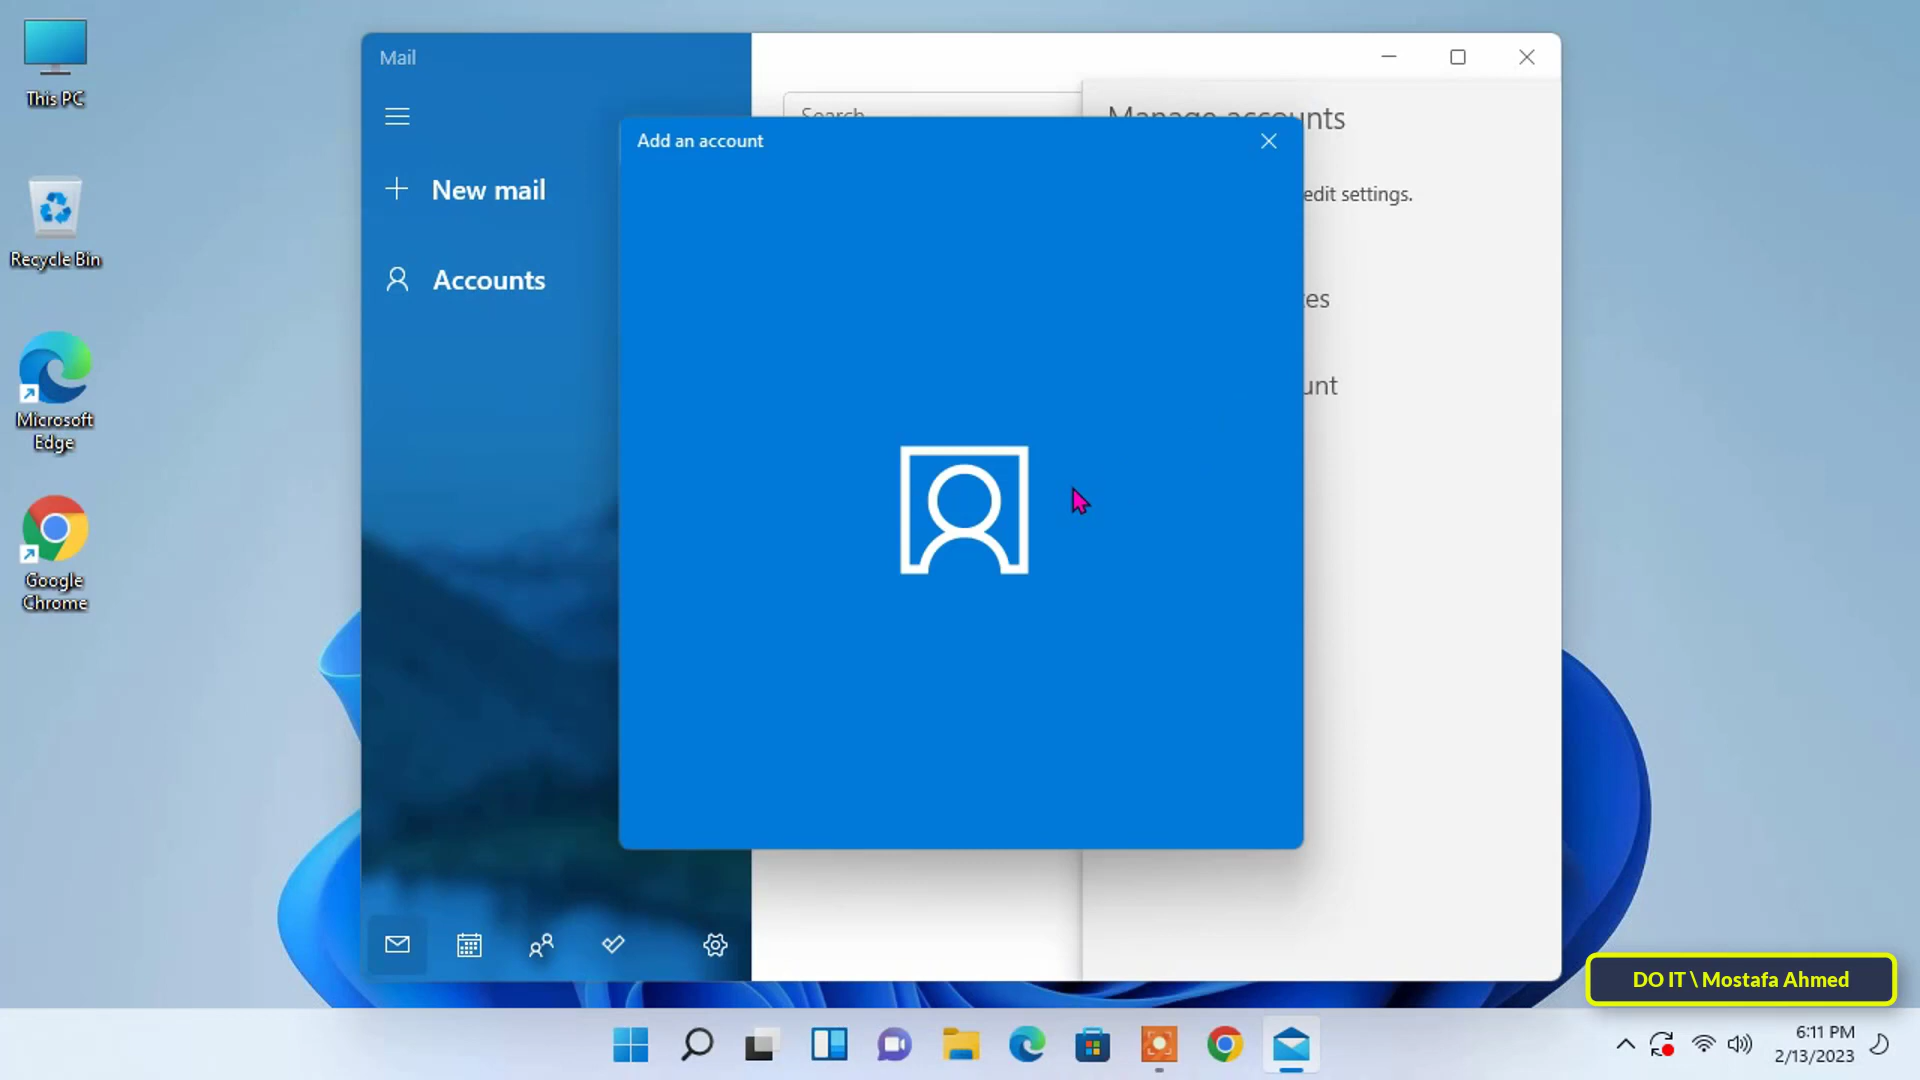 This PC
Recycle Bin
Microsoft
Edge
Google
Chrome
Mail
New mail
Accounts
Search
Manage accounts
edit settings.
Add an account
DO IT \ Mostafa Ahmed
6:11 PM
2/13/2023